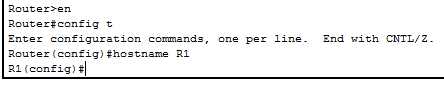 Router>en
Router#config t
Enter configuration commands, one per line.  End with CNTL/Z.
Router(config)#hostname R1
R1(config)#